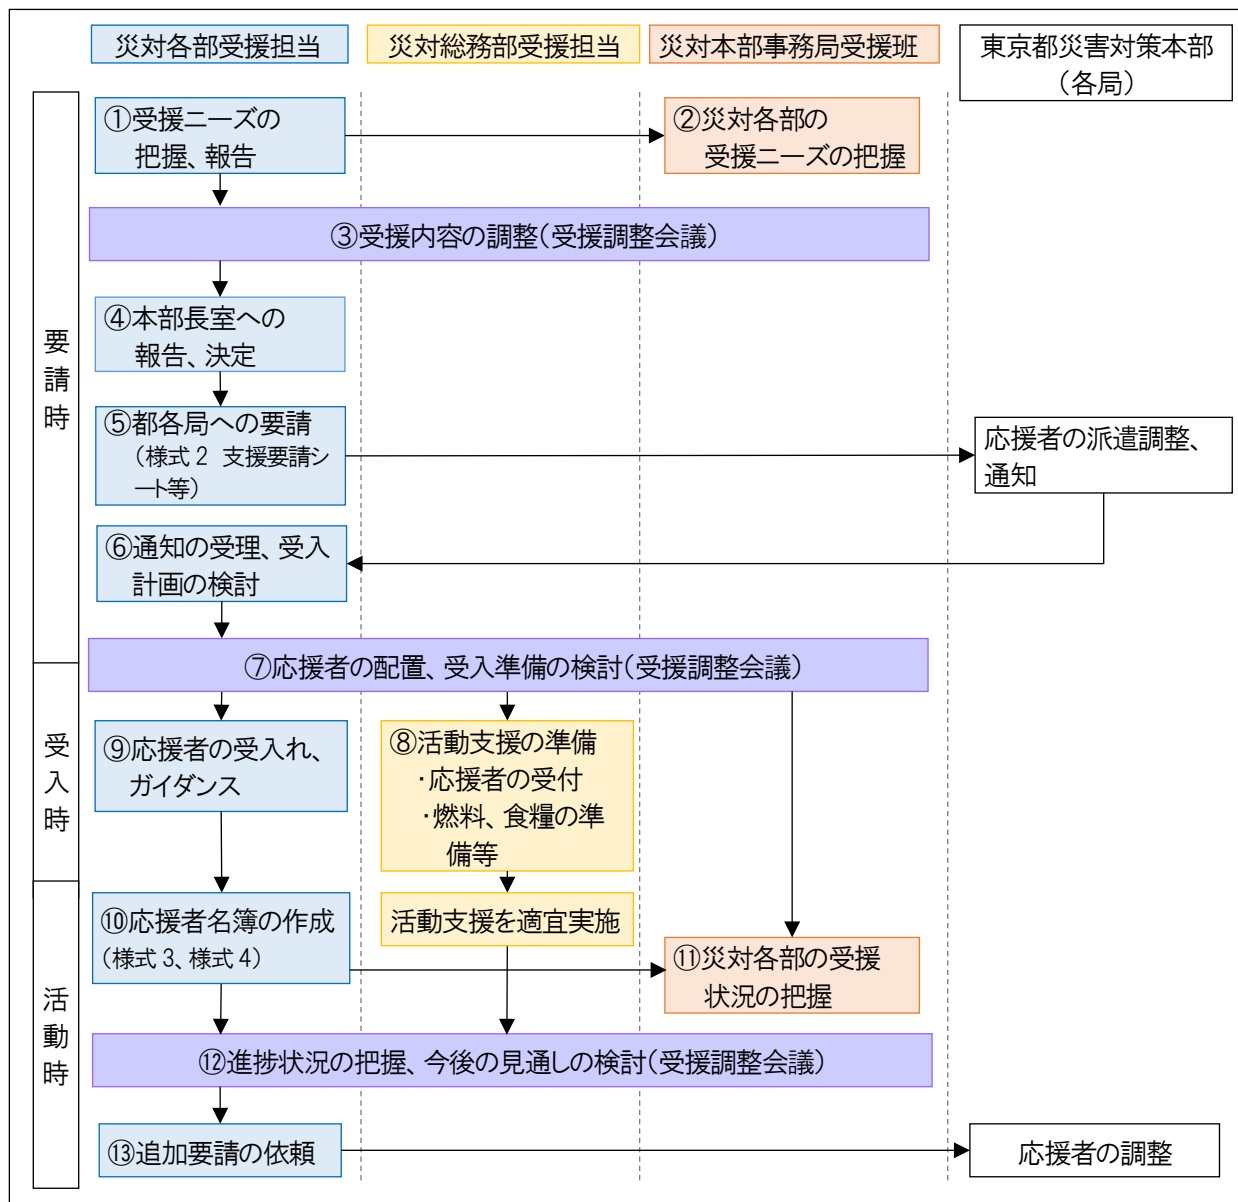 災対各部受援担当
災対総務部受援担当
災対本部事務局受援班
東京都災害対策本部
（各局）
要請時
①受援ニーズの
把握、報告
②災対各部の
受援ニーズの把握
③受援内容の調整（受援調整会議）
④本部長室への
報告、決定
⑤都各局への要請
（様式2　支援要請シ
ート等）
応援者の派遣調整、
通知
⑥通知の受理、受入
計画の検討
⑦応援者の配置、受入準備の検討（受援調整会議）
受入時
⑨応援者の受入れ、
ガイダンス
⑧活動支援の準備
・応援者の受付
・燃料、食糧の準
備等
活動時
⑩応援者名簿の作成
（様式3、様式4）
活動支援を適宜実施
⑪災対各部の受援
状況の把握
⑫進捗状況の把握、今後の見通しの検討（受援調整会議）
⑬追加要請の依頼
応援者の調整